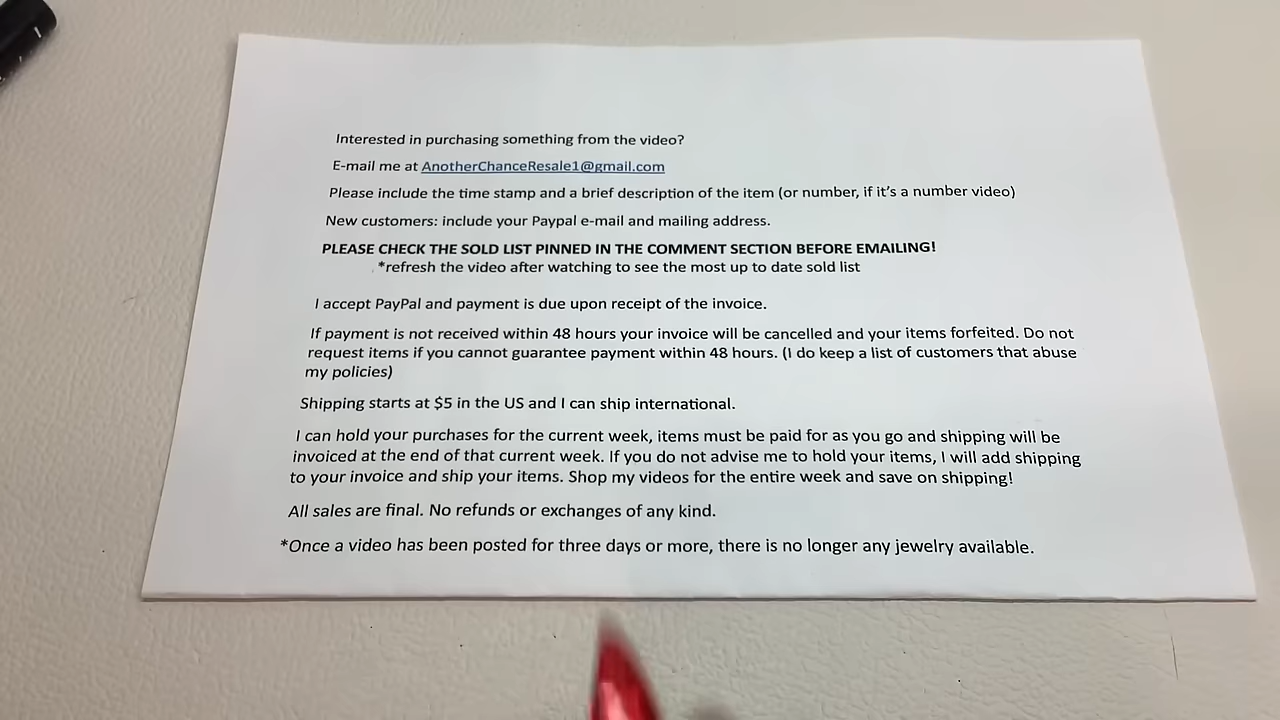 Interested in purchasing something from the video?
E-mail me at AnotherChanceResale1@gmail.com
Please include the time stamp and a brief description of the item (or number, if it's a number video)
New customers: include your Paypal e-mail and mailing address.
PLEASE CHECK THE SOLD LIST PINNED IN THE COMMENT SECTION BEFORE EMAILING!
*refresh the video after watching to see the most up to date sold list
I accept PayPal and payment is due upon receipt of the invoice.
If payment is not received within 48 hours your invoice will be cancelled and your items forfeited. Do not
request items if you cannot guarantee payment within 48 hours. (I do keep a list of customers that abuse
my policies)
Shipping starts at $5 in the US and I can ship international.
I can hold your purchases for the current week, items must be paid for as you go and shipping will be
invoiced at the end of that current week. If you do not advise me to hold your items, I will add shipping
to your invoice and ship your items. Shop my videos for the entire week and save on shipping!
All sales are final. No refunds or exchanges of any kind.
*Once a video has been posted for three days or more, there is no longer any jewelry available.